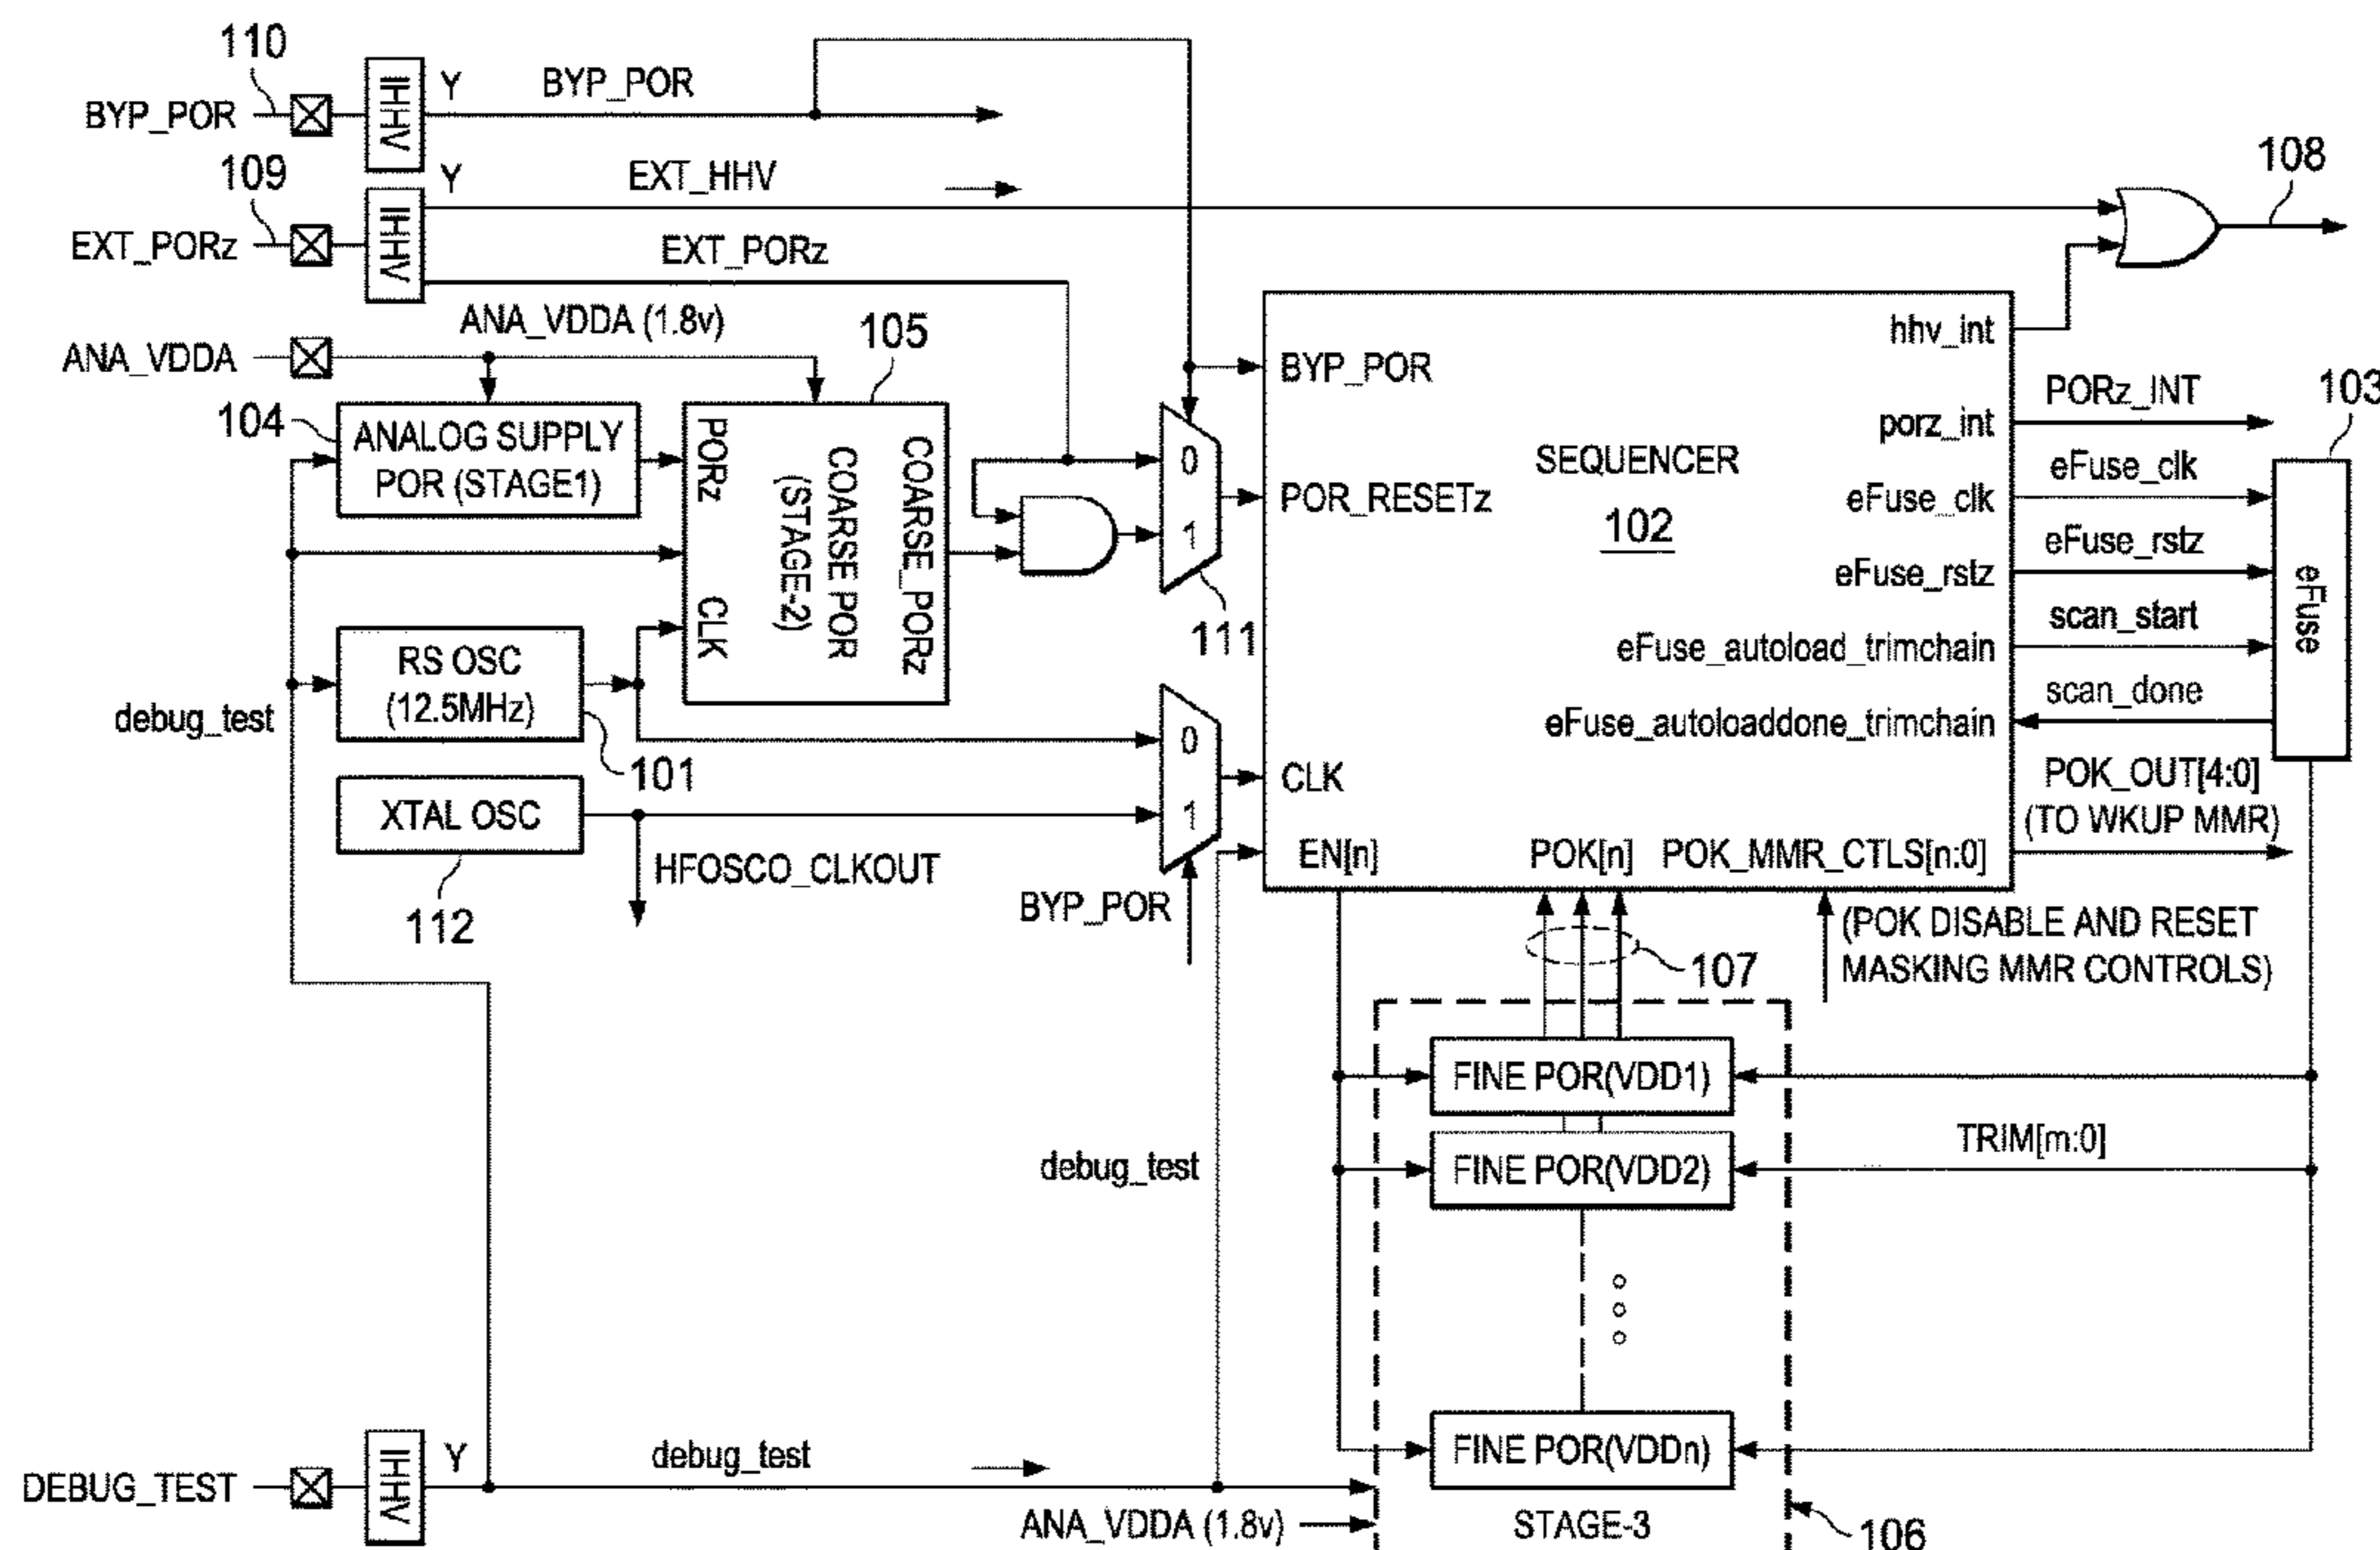 110
BYP_POR
IHHV
Y
BYP_POR
109
EXT_PORz
IHHV
Y
EXT_HHV
EXT_PORz
108
ANA_VDDA
ANA_VDDA (1.8v)
104
ANALOG SUPPLY
POR (STAGE1)
105
PORz
CLK
COARSE POR
(STAGE-2)
COARSE_PORz
0
1
111
RS OSC
(12.5MHz)
101
debug_test
XTAL OSC
112
HFOSCO_CLKOUT
0
1
BYP_POR
BYP_POR
POR_RESETz
CLK
EN[n]
SEQUENCER
102
POK[n]
POK_MMR_CTLS[n:0]
hhv_int
porz_int
eFuse_clk
eFuse_rstz
eFuse_autoload_trimchain
eFuse_autoloaddone_trimchain
PORz_INT
eFuse_clk
eFuse_rstz
scan_start
scan_done
103
eFuse
POK_OUT[4:0]
(TO WKUP MMR)
(POK DISABLE AND RESET
MASKING MMR CONTROLS)
107
FINE POR(VDD1)
FINE POR(VDD2)
FINE POR(VDDn)
TRIM[m:0]
debug_test
DEBUG_TEST
IHHV
Y
debug_test
ANA_VDDA (1.8v)
STAGE-3
106